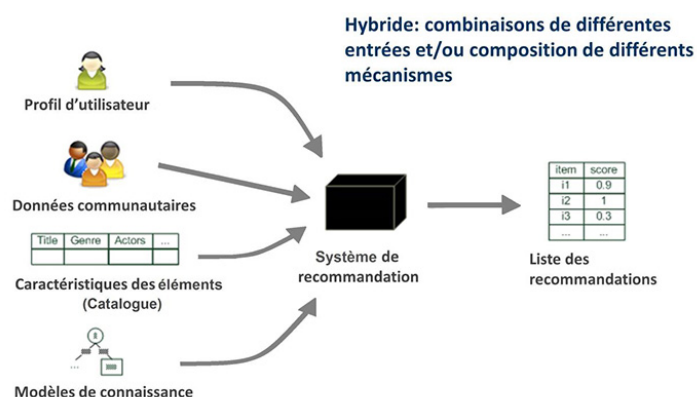 Hybride: combinaisons de différentes
entrées et/ou composition de différents
mécanismes
Profil d'utilisateur
Données communautaires
Title Genre Actors ...
Caractéristiques des éléments
(Catalogue)
...
Modèles de connaissance
Système de
recommandation
item score
i1 0.9
i2 1
i3 0.3
... ...
Liste des
recommandations